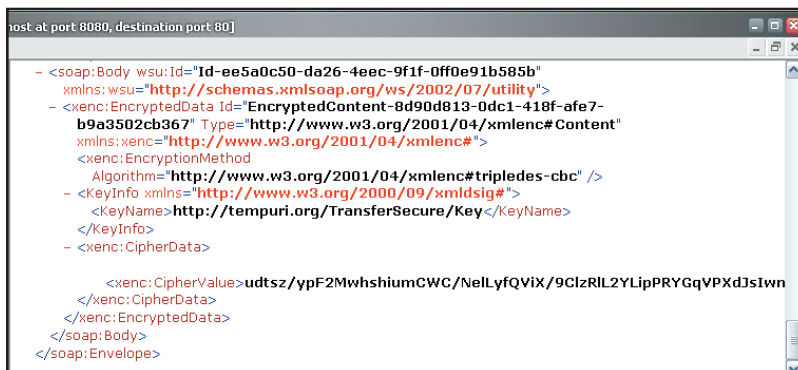 host at port 8080, destination port 80]
- <soap:Body wsu:Id="Id-ee5a0c50-da26-4eec-9f1f-0ff0e91b585b"
xmlns:wsu="http://schemas.xmlsoap.org/ws/2002/07/utility">
- <xenc:EncryptedData Id="EncryptedContent-8d90d813-0dc1-418f-afe7-
b9a3502cb367" Type="http://www.w3.org/2001/04/xmlenc#Content"
xmlns:xenc="http://www.w3.org/2001/04/xmlenc#">
<xenc:EncryptionMethod
Algorithm="http://www.w3.org/2001/04/xmlenc#tripledes-cbc" />
- <KeyInfo xmlns="http://www.w3.org/2000/09/xmldsig#">
<KeyName>http://tempuri.org/TransferSecure/Key</KeyName>
</KeyInfo>
- <xenc:CipherData>
<xenc:CipherValue>udtsz/ypF2MwhshiumCWC/NelLyfQViX/9ClzRlL2YLipPRYGqVPXdJsIwn
</xenc:CipherData>
</xenc:EncryptedData>
</soap:Body>
</soap:Envelope>